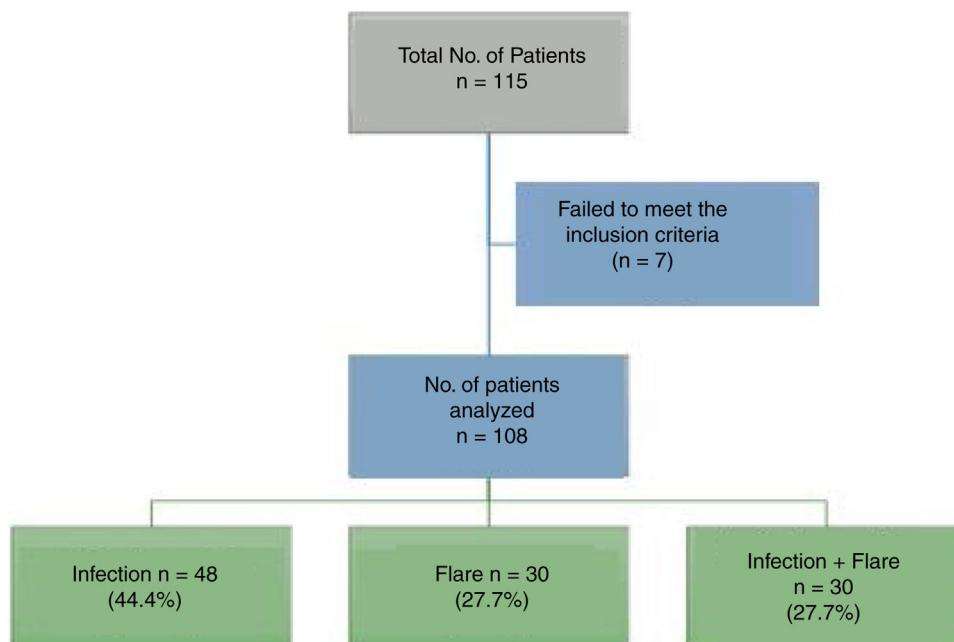 Total No. of Patients
n = 115
Failed to meet the
inclusion criteria
(n = 7)
No. of patients
analyzed
n = 108
Infection n = 48
(44.4%)
Flare n = 30
(27.7%)
Infection + Flare
n = 30
(27.7%)